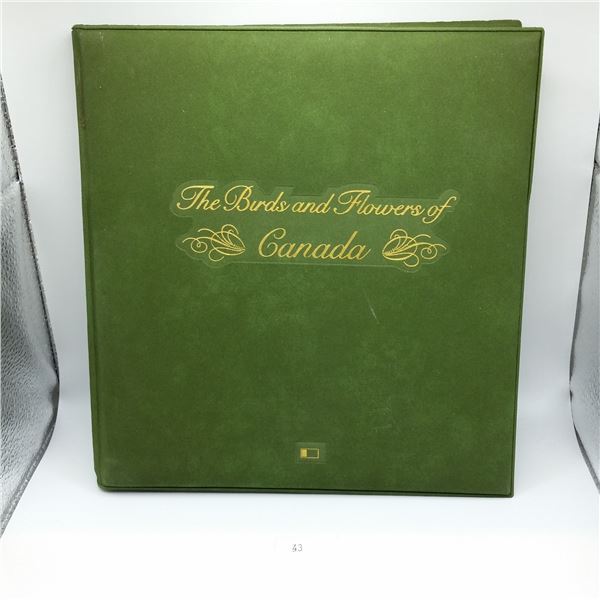 The Birds and Flowers of
Canada
43